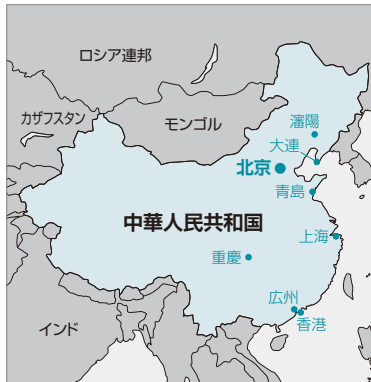 ロシア連邦
カザフスタン
モンゴル
瀋陽
大連
北京
青島
中華人民共和国
上海
重慶
広州
香港
インド